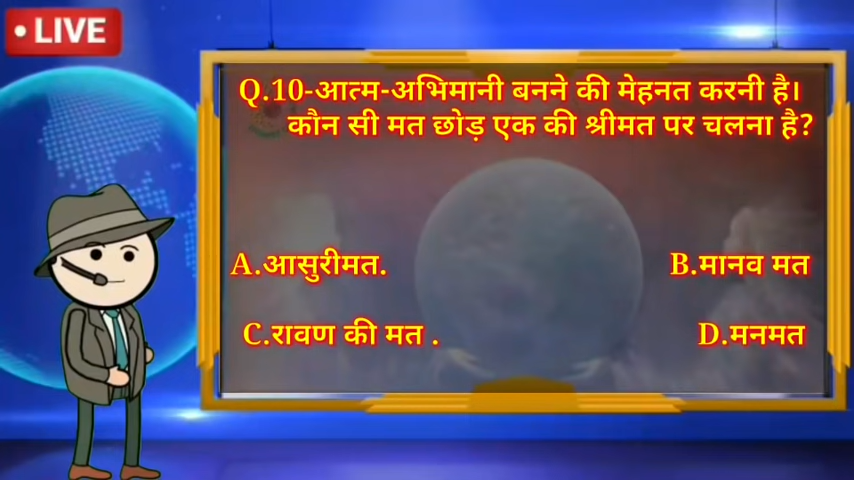 • LIVE
Q.10-आत्म-अभिमानी बनने की मेहनत करनी है।
कौन सी मत छोड़ एक की श्रीमत पर चलना है?
A.आसुरीमत.
B.मानव मत
C.रावण की मत .
D.मनमत